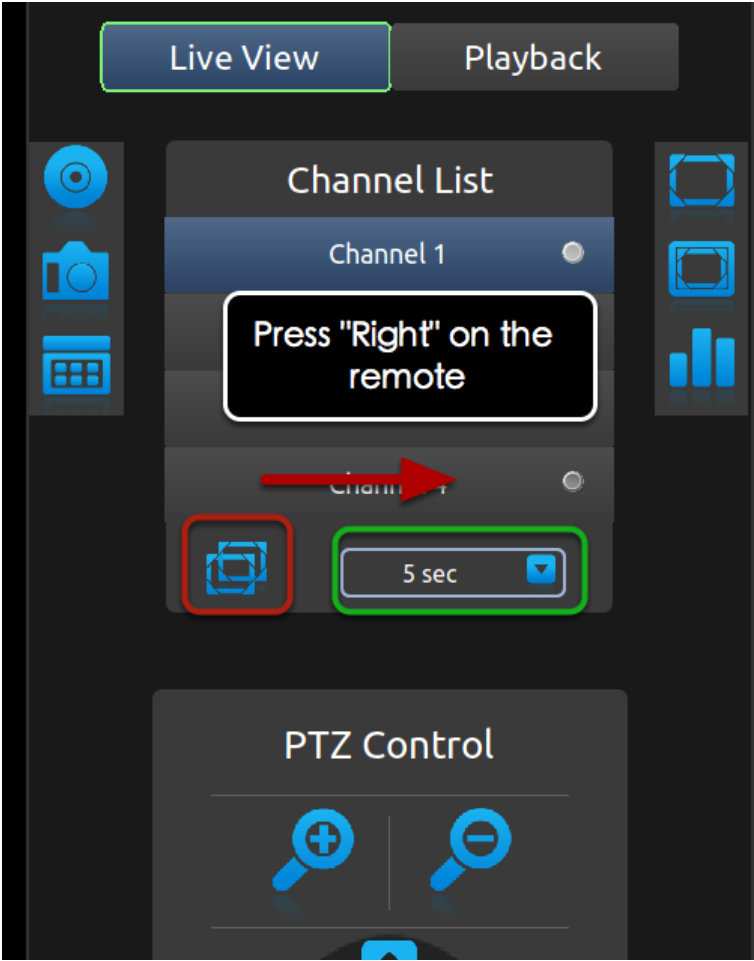 Live View
Playback
Channel List
Channel 1
Press "Right" on the
remote
5 sec
PTZ Control